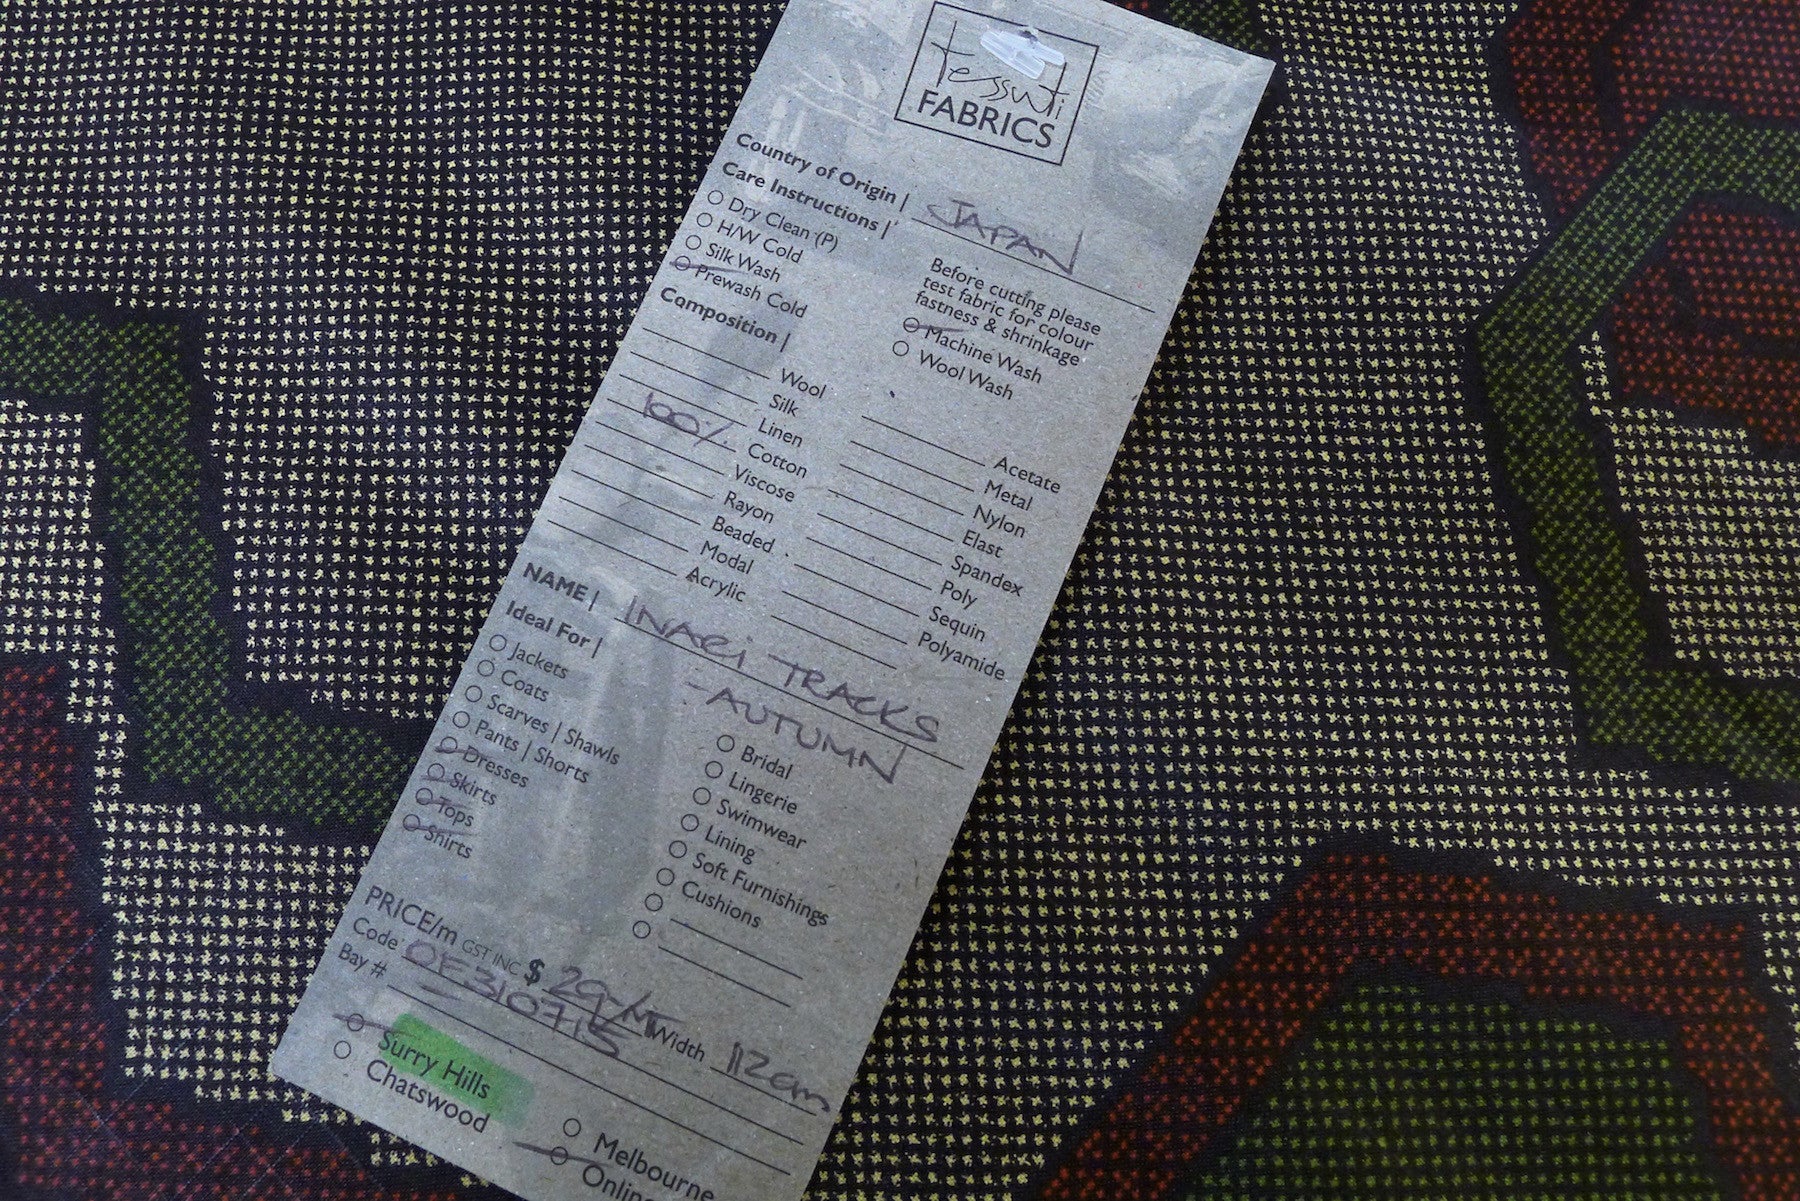 tessuti
FABRICS
Country of Origin | JAPAN
Care Instructions |
Dry Clean (P)
H/W Cold
Silk Wash
Prewash Cold
Before cutting please
test fabric for colour
fastness & shrinkage
Machine Wash
Wool Wash
Composition |
Wool
Silk
Linen
100% Cotton
Viscose
Rayon
Beaded
Modal
Acrylic
Acetate
Metal
Nylon
Elast
Spandex
Poly
Sequin
Polyamide
NAME | INARI TRACKS
- AUTUMN
Ideal For |
Jackets
Coats
Scarves | Shawls
Pants | Shorts
Dresses
Skirts
Tops
Shirts
Bridal
Lingerie
Swimwear
Lining
Soft Furnishings
Cushions
PRICE/m GST INC $ 29-/M Width 112cm
Code OF310715
Bay #
Surry Hills
Chatswood
Melbourne